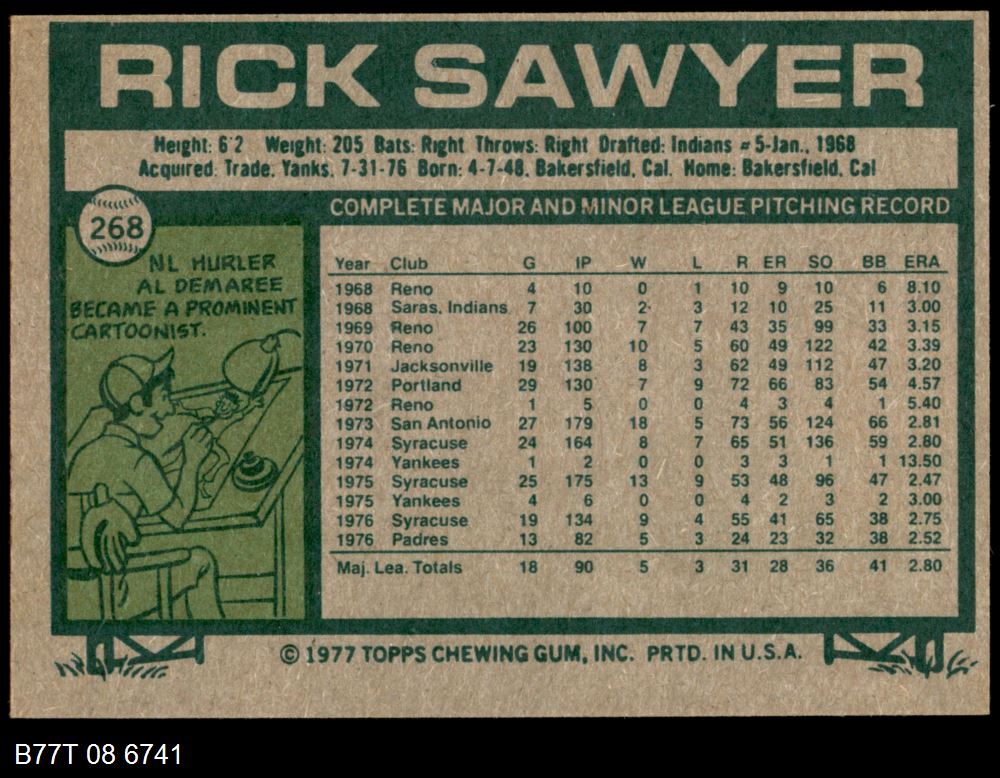 RICK SAWYER
Height: 6'2 Weight: 205 Bats: Right Throws: Right Drafted: Indians #5-Jan., 1968
Acquired: Trade, Yanks, 7-31-76 Born: 4-7-48, Bakersfield, Cal. Home: Bakersfield, Cal
268
NL HURLER
AL DEMAREE
BECAME A PROMINENT
CARTOONIST.
COMPLETE MAJOR AND MINOR LEAGUE PITCHING RECORD
Year Club G IP W L R ER SO BB ERA
1968 Reno 4 10 0 1 10 9 10 6 8.10
1968 Saras. Indians 7 30 2 3 12 10 25 11 3.00
1969 Reno 26 100 7 7 43 35 99 33 3.15
1970 Reno 23 130 10 5 60 49 122 42 3.39
1971 Jacksonville 19 138 8 3 62 49 112 47 3.20
1972 Portland 29 130 7 9 72 66 83 54 4.57
1972 Reno 1 5 0 0 4 3 4 1 5.40
1973 San Antonio 27 179 18 5 73 56 124 66 2.81
1974 Syracuse 24 164 8 7 65 51 136 59 2.80
1974 Yankees 1 2 0 0 3 3 1 1 13.50
1975 Syracuse 25 175 13 9 53 48 96 47 2.47
1975 Yankees 4 6 0 0 4 2 3 2 3.00
1976 Syracuse 19 134 9 4 55 41 65 38 2.75
1976 Padres 13 82 5 3 24 23 32 38 2.52
Maj. Lea. Totals 18 90 5 3 31 28 36 41 2.80
© 1977 TOPPS CHEWING GUM, INC. PRTD. IN U.S.A.
B77T 08 6741